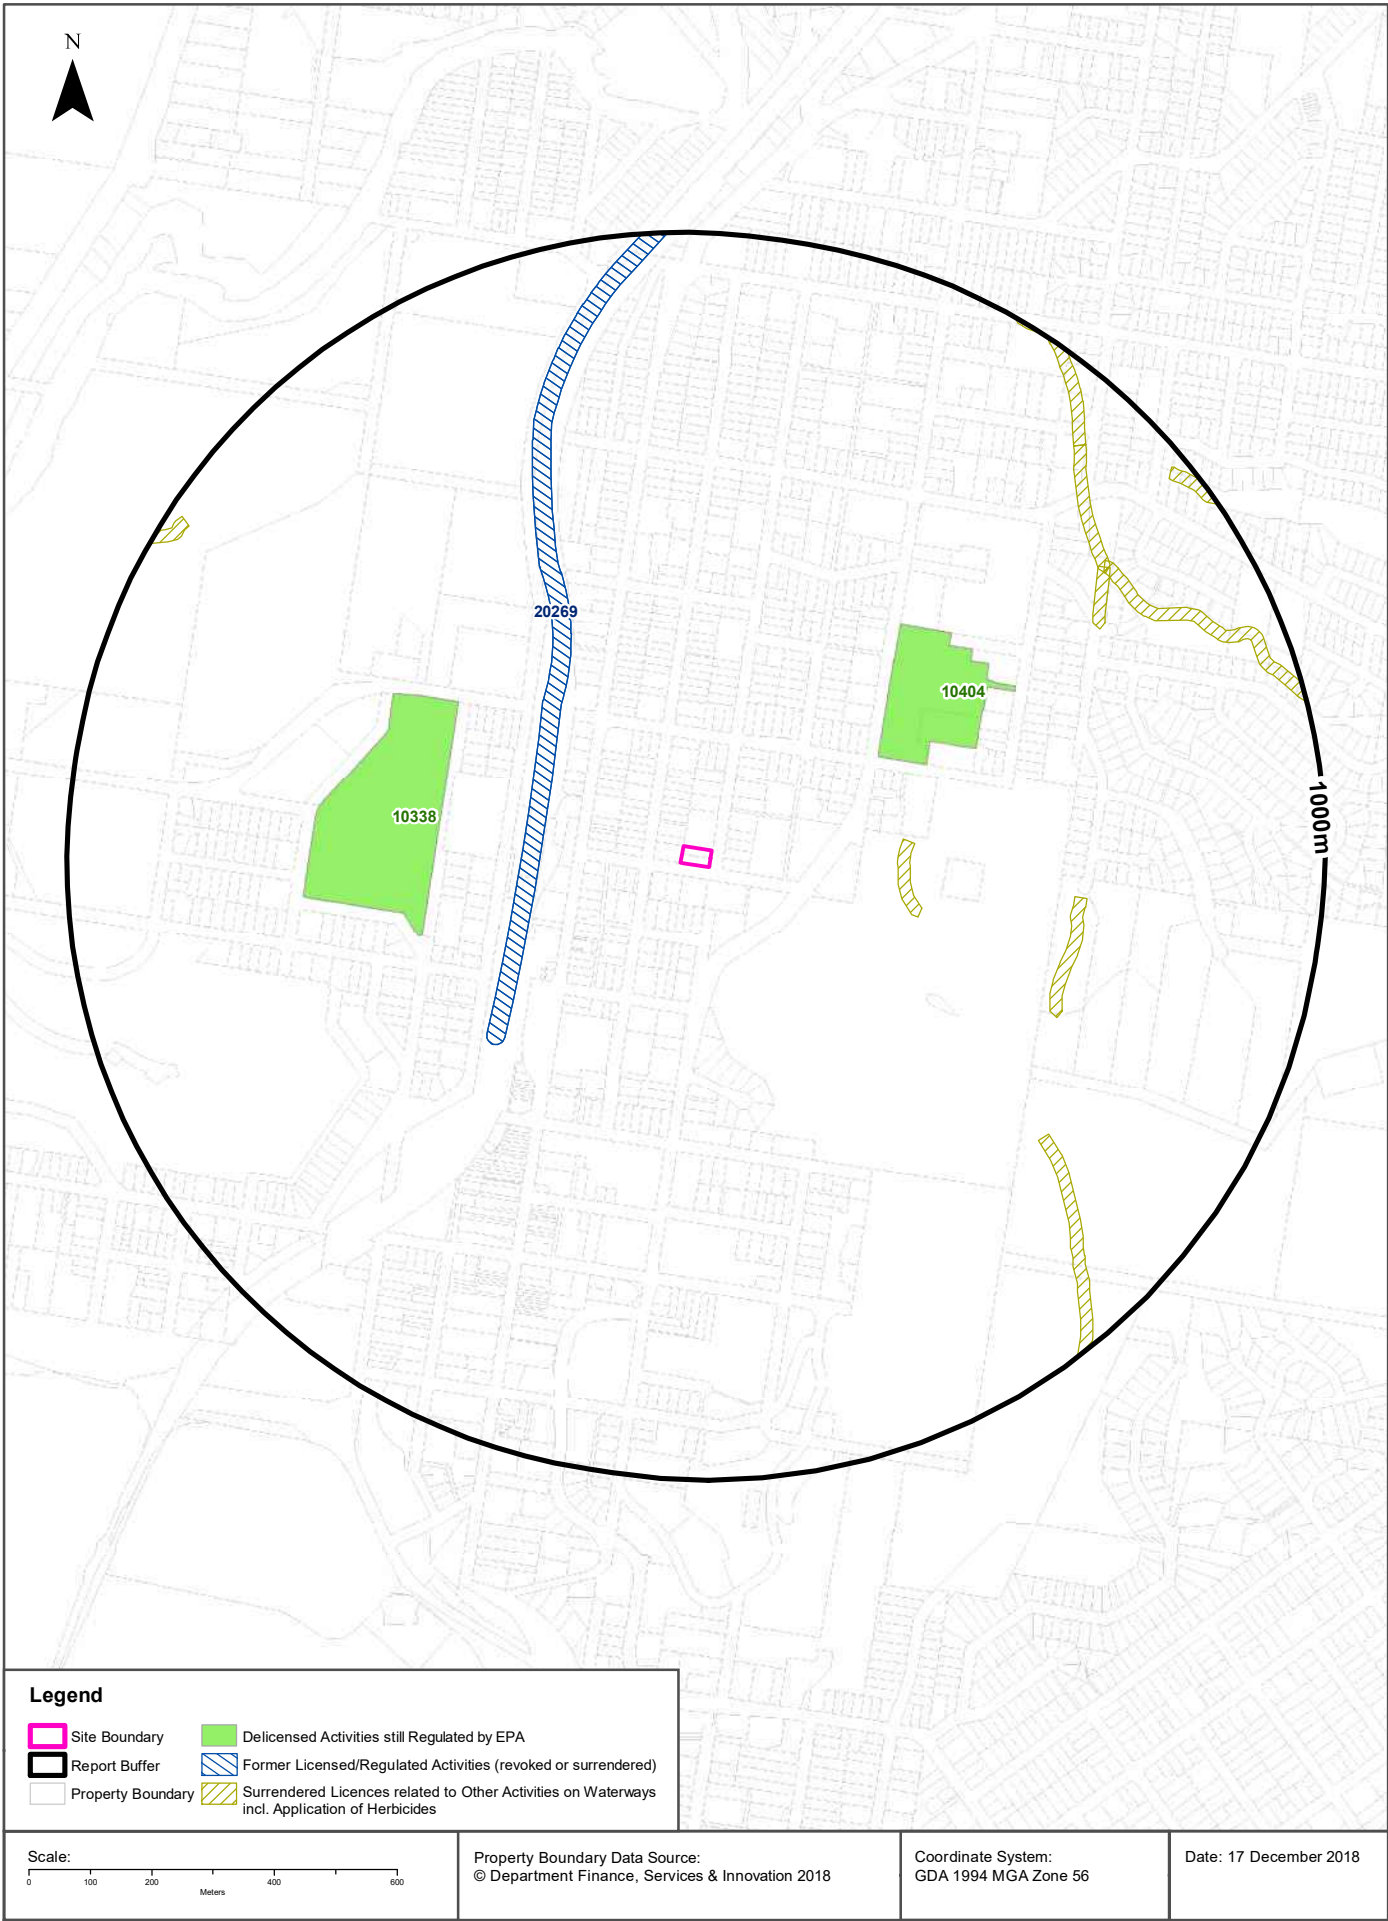 N
20269
10404
10338
1000m
Legend
Site Boundary
Report Buffer
Property Boundary
Delicensed Activities still Regulated by EPA
Former Licensed/Regulated Activities (revoked or surrendered)
Surrendered Licences related to Other Activities on Waterways
incl. Application of Herbicides
Scale:
0 100 200 400 600
Meters
Property Boundary Data Source:
© Department Finance, Services & Innovation 2018
Coordinate System:
GDA 1994 MGA Zone 56
Date: 17 December 2018